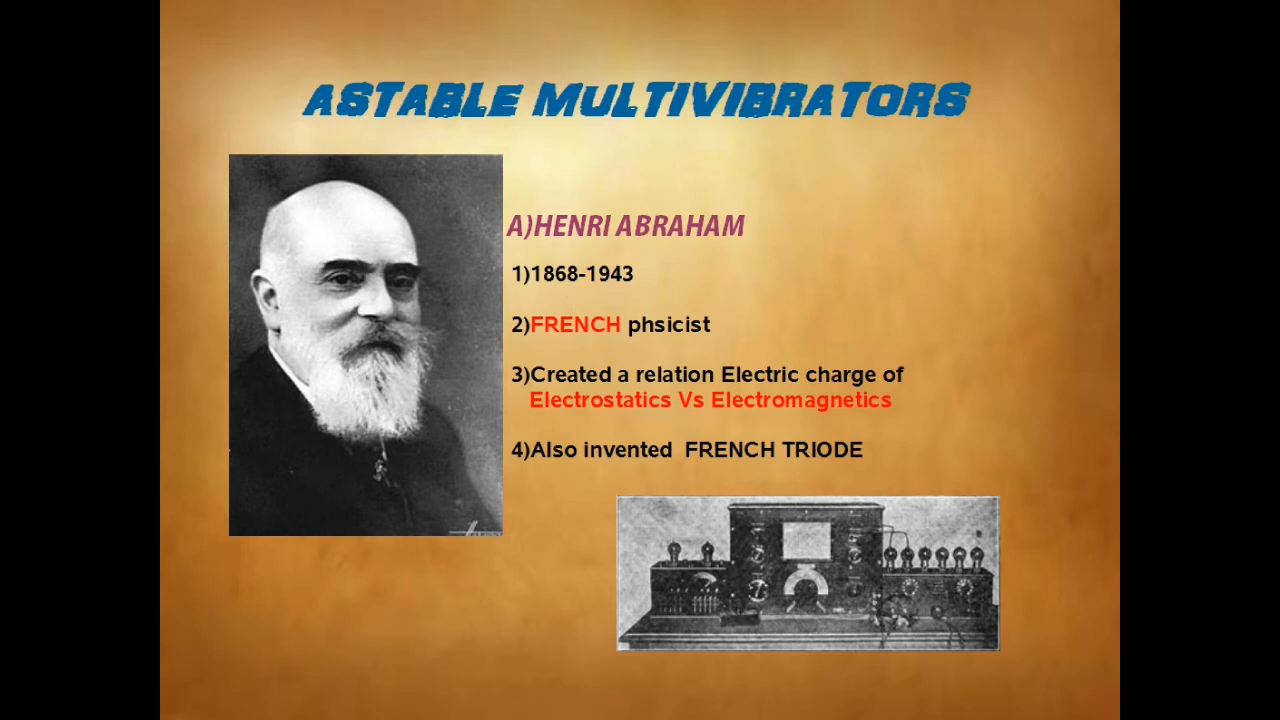 ASTABLE MULTIVIBRATORS
A)HENRI ABRAHAM
1)1868-1943
2)FRENCH phsicist
3)Created a relation Electric charge of
Electrostatics Vs Electromagnetics
4)Also invented FRENCH TRIODE